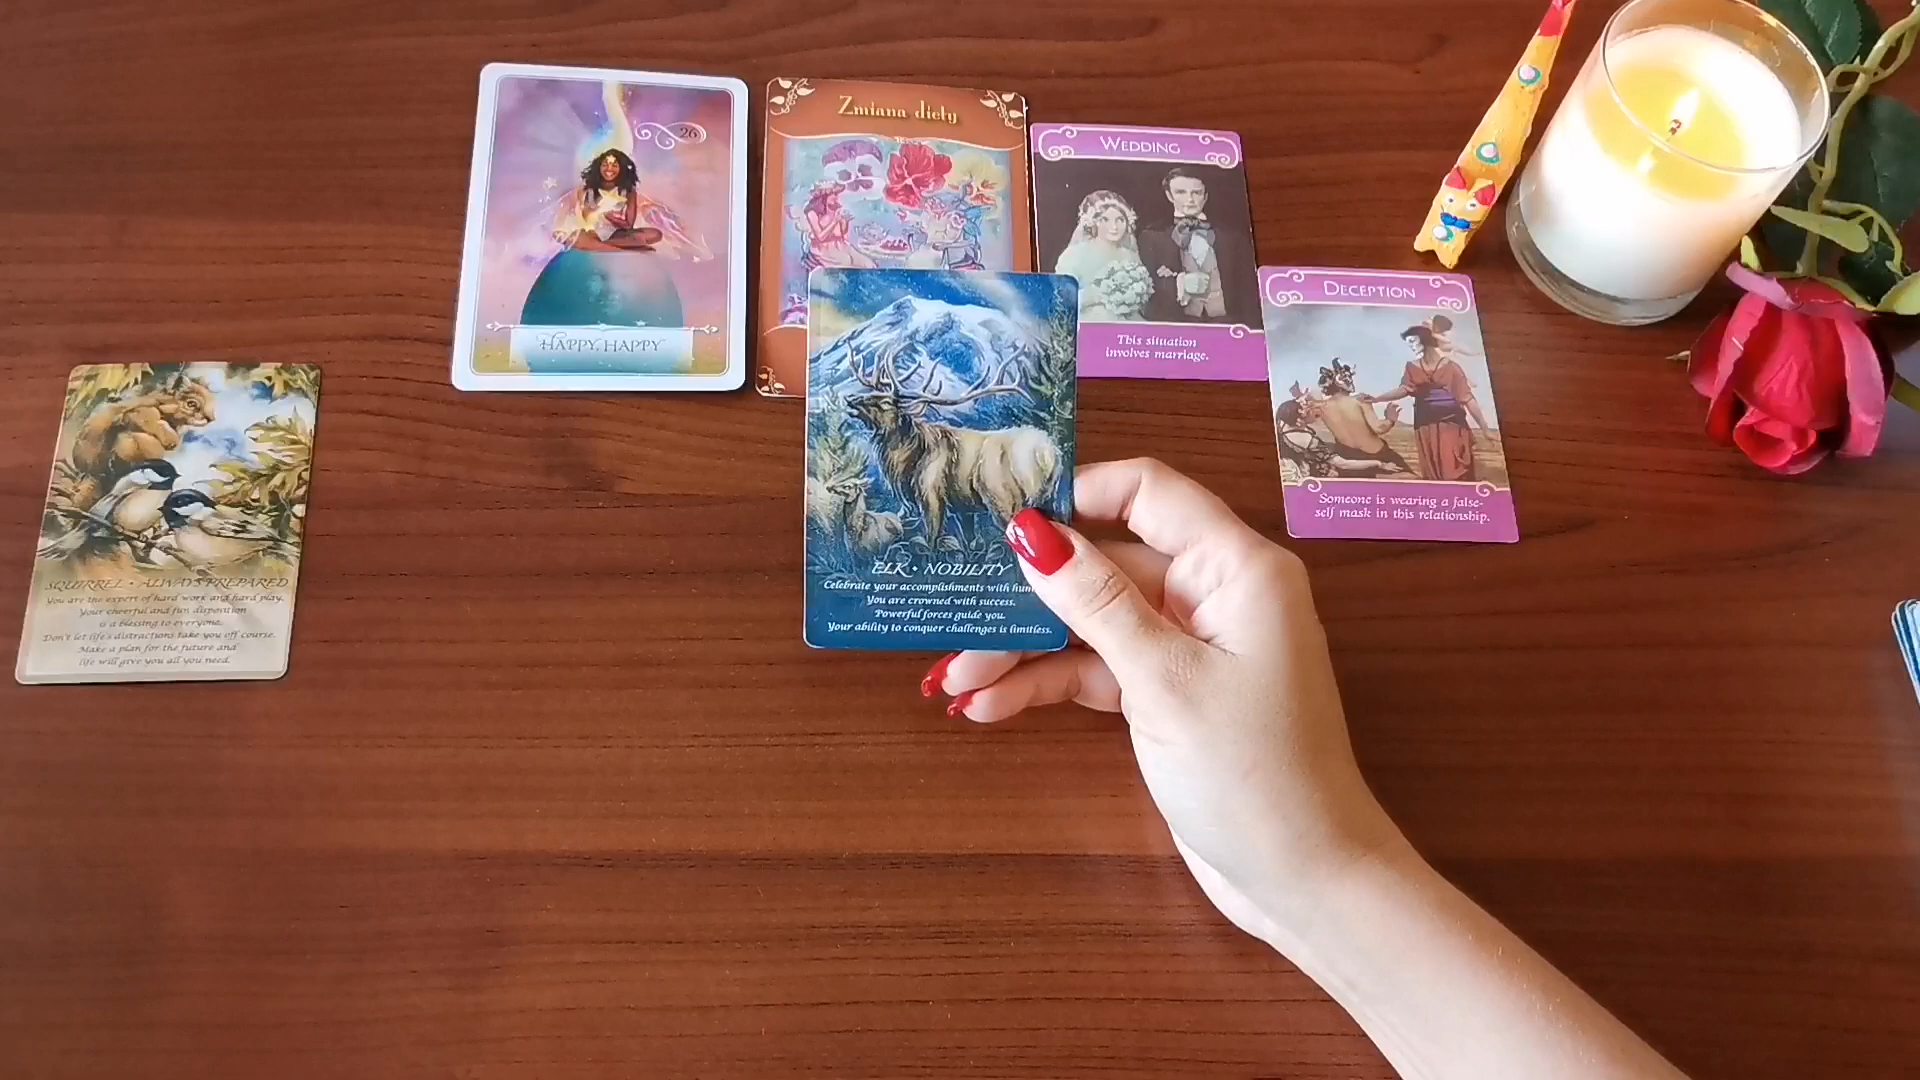 26
HAPPY, HAPPY
Zmiana diety
WEDDING
This situation
involves marriage.
DECEPTION
Someone is wearing a false-
self mask in this relationship.
SQUIRREL • ALWAYS PREPARED
You are the expert of hard work and hard play.
Your cheerful and fun disposition
is a blessing to everyone.
Don't let life's distractions take you off course.
Make a plan for the future and
life will give you all you need.
ELK • NOBILITY
Celebrate your accomplishments with
You are crowned with success.
Powerful forces guide you.
Your ability to conquer challenges is limitless.